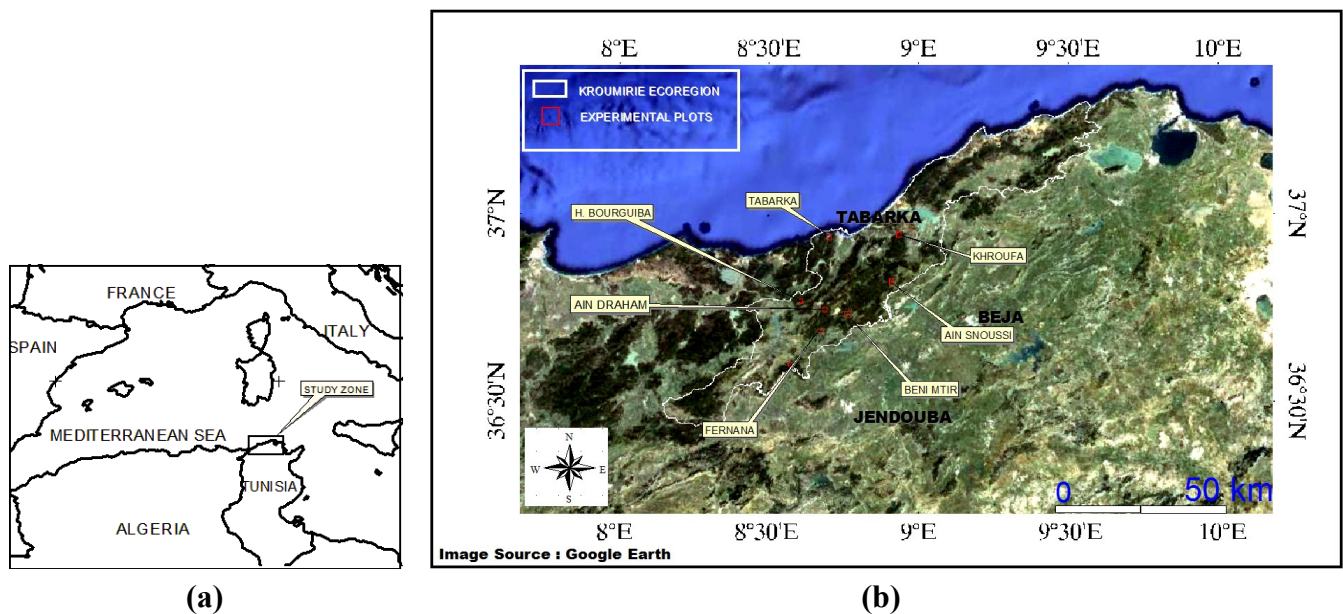 FRANCE
ITALY
SPAIN
STUDY ZONE
MEDITERRANEAN SEA
TUNISIA
ALGERIA
(a)
8°E
8°30'E
9°E
9°30'E
10°E
KROUMIRIE ECOREGION
EXPERIMENTAL PLOTS
37°N
37°N
TABARKA
H. BOURGUIBA
TABARKA
KHROUFA
AIN DRAHAM
BEJA
AIN SNOUSSI
BENI MTIR
36°30'N
36°30'N
FERNANA
JENDOUBA
N
W
E
S
0
50 km
8°E
8°30'E
9°E
9°30'E
10°E
Image Source : Google Earth
(b)